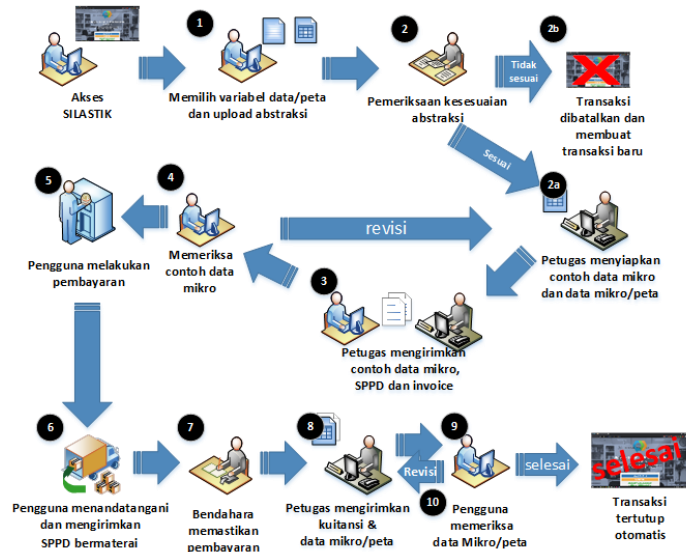 Akses
SILASTIK
1
Memilih variabel data/peta
dan upload abstraksi
2
Pemeriksaan kesesuaian
abstraksi
Tidak
sesuai
2b
Transaksi
dibatalkan dan
membuat
transaksi baru
Sesuai
2a
Petugas menyiapkan
contoh data mikro
dan data mikro/peta
revisi
3
Petugas mengirimkan
contoh data mikro,
SPPD dan invoice
4
Memeriksa
contoh data
mikro
5
Pengguna melakukan
pembayaran
6
Pengguna menandatangani
dan mengirimkan
SPPD bermaterai
7
Bendahara
memastikan
pembayaran
8
Petugas mengirimkan
kuitansi &
data mikro/peta
9
Revisi
10
Pengguna
memeriksa
data Mikro/peta
selesai
selesai
Transaksi
tertutup
otomatis